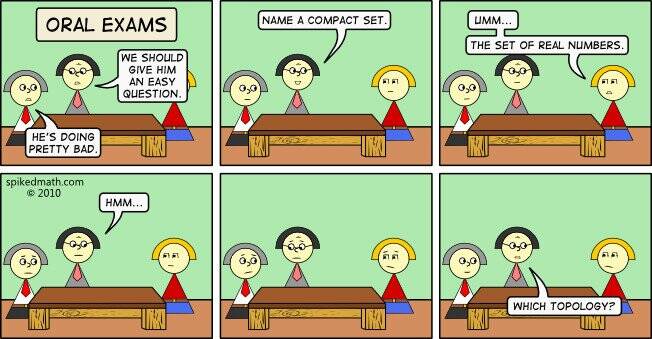 ORAL EXAMS
WE SHOULD
GIVE HIM
AN EASY
QUESTION.
HE'S DOING
PRETTY BAD.
NAME A COMPACT SET.
UMM...
THE SET OF REAL NUMBERS.
spikedmath.com
© 2010
HMM...
WHICH TOPOLOGY?